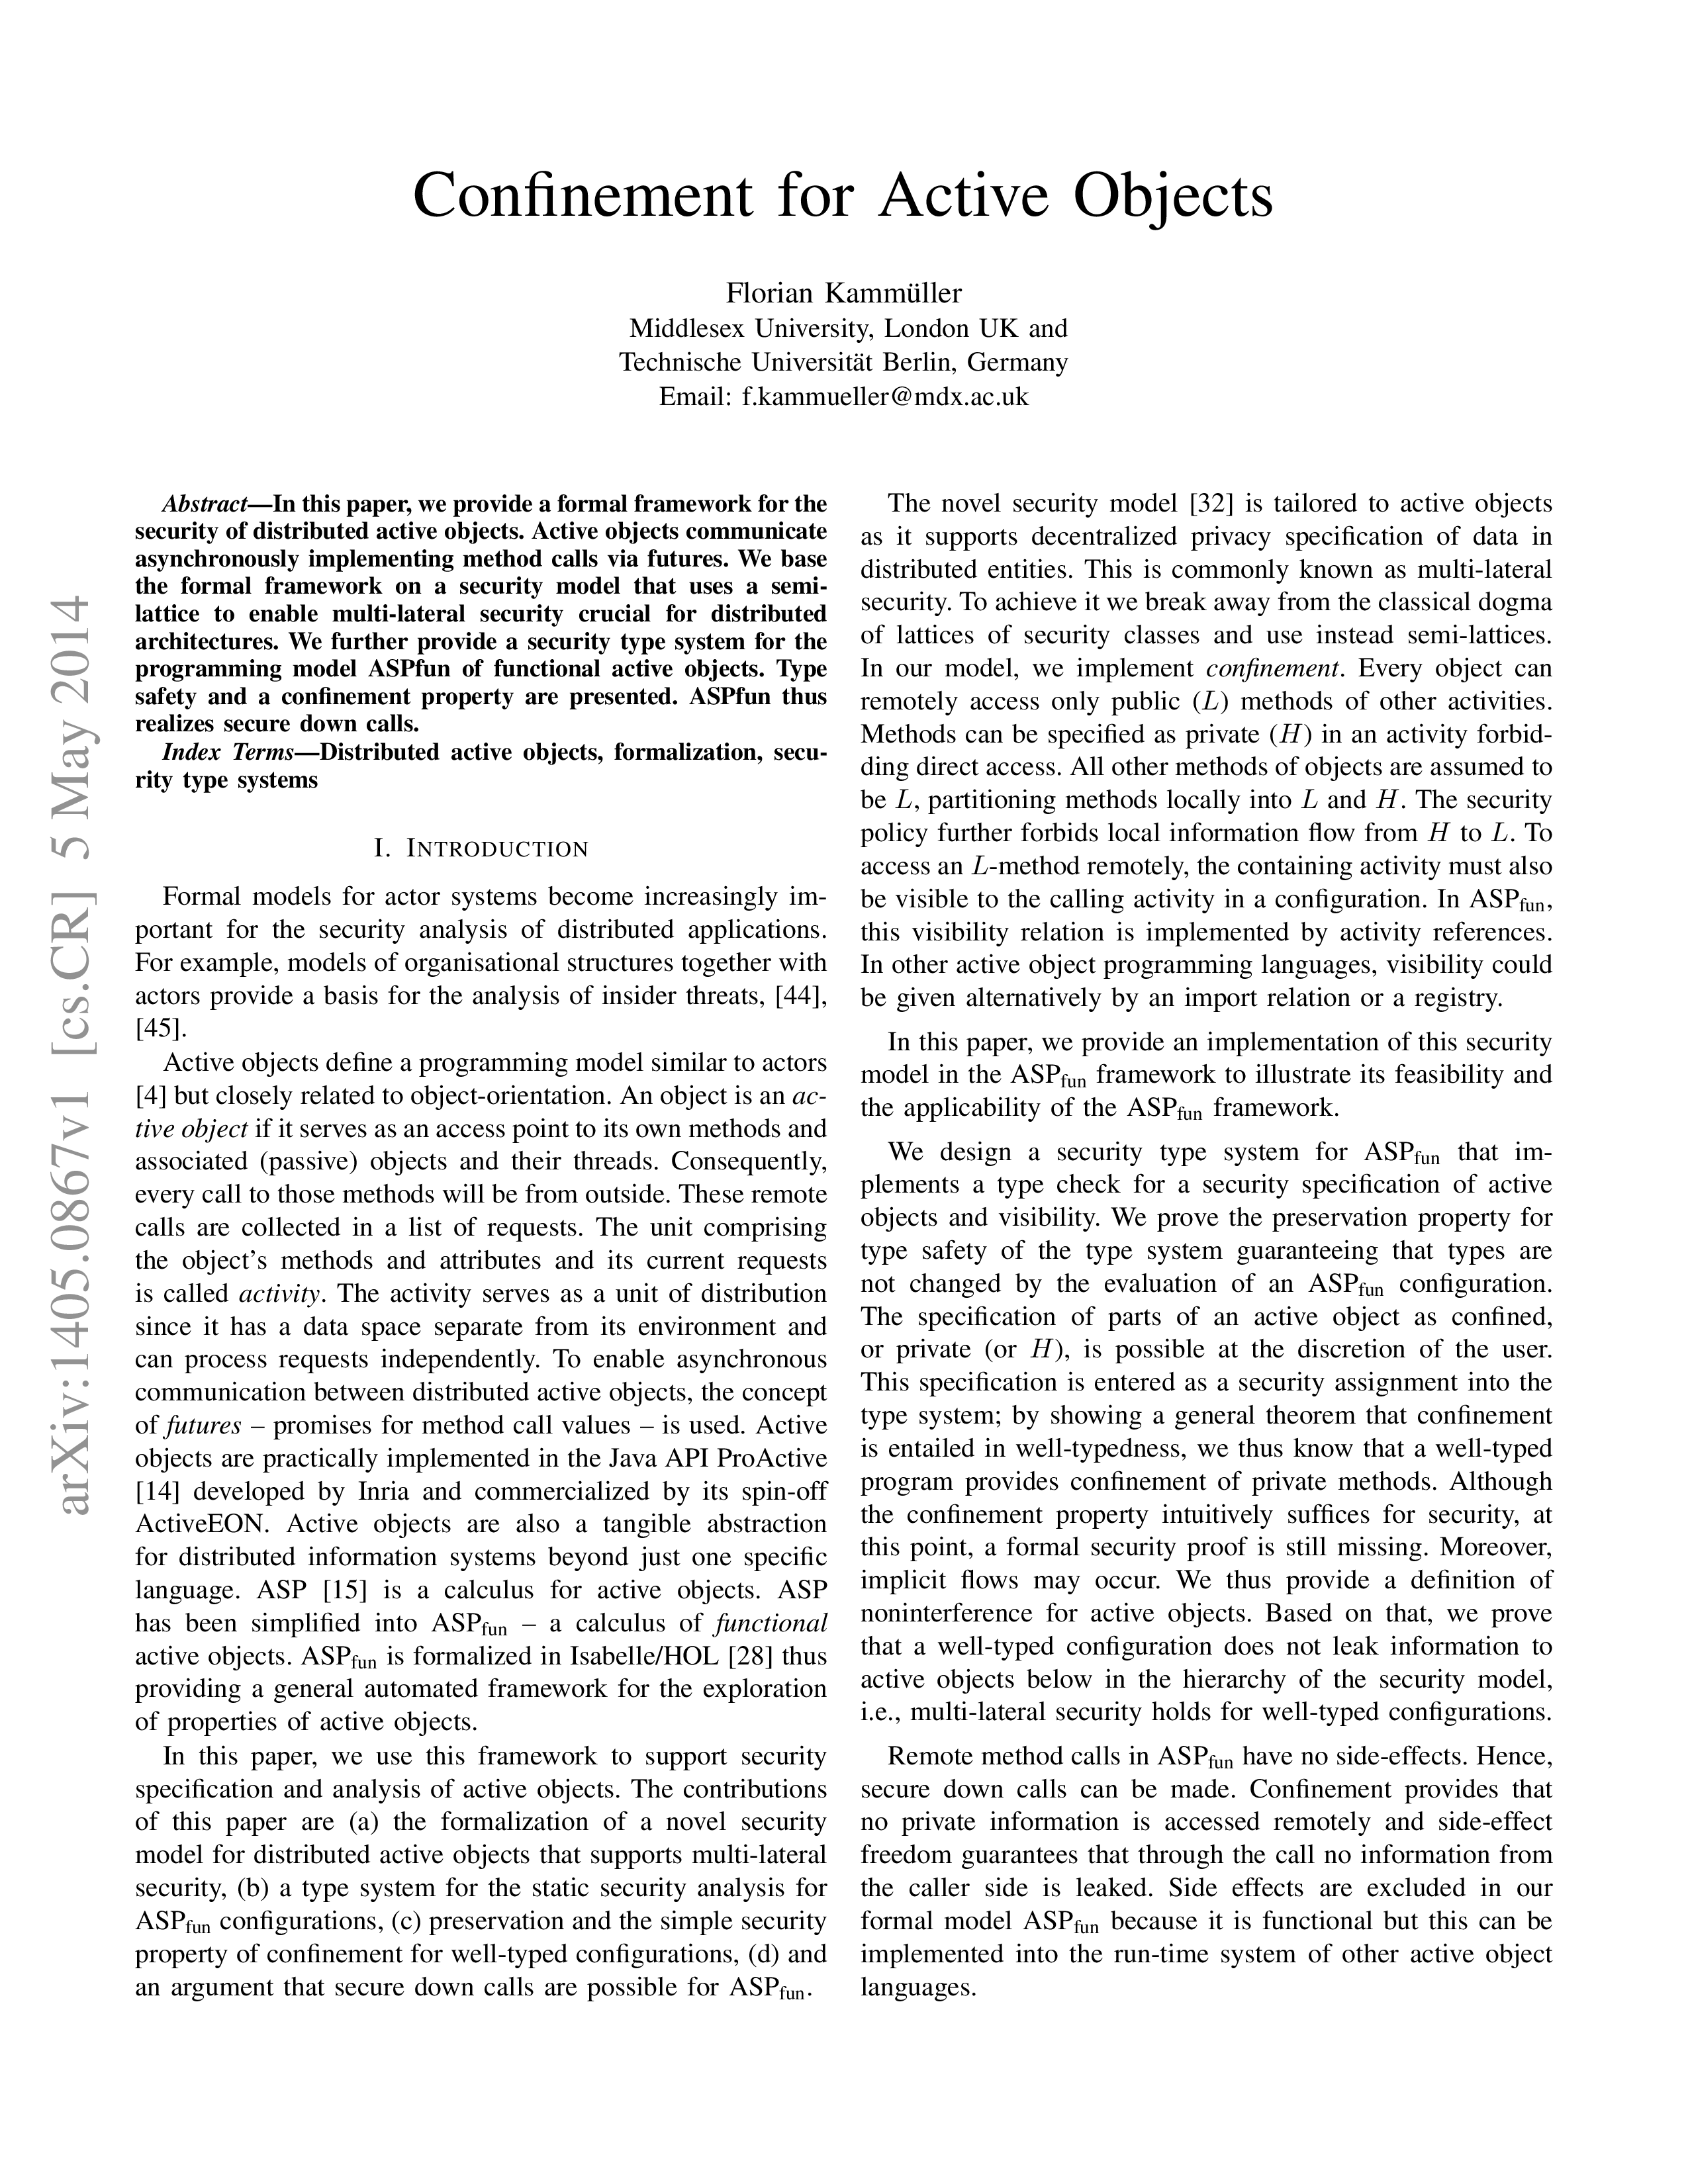 Confinement for Active Objects
Florian Kammüller
Middlesex University, London UK and
Technische Universität Berlin, Germany
Email: f.kammueller@mdx.ac.uk
arXiv:1405.0867v1 [cs.CR] 5 May 2014
Abstract—In this paper, we provide a formal framework for the
security of distributed active objects. Active objects communicate
asynchronously implementing method calls via futures. We base
the formal framework on a security model that uses a semi-
lattice to enable multi-lateral security crucial for distributed
architectures. We further provide a security type system for the
programming model ASPfun of functional active objects. Type
safety and a confinement property are presented. ASPfun thus
realizes secure down calls.
Index Terms—Distributed active objects, formalization, secu-
rity type systems
I. INTRODUCTION
Formal models for actor systems become increasingly im-
portant for the security analysis of distributed applications.
For example, models of organisational structures together with
actors provide a basis for the analysis of insider threats, [44],
[45].
Active objects define a programming model similar to actors
[4] but closely related to object-orientation. An object is an ac-
tive object if it serves as an access point to its own methods and
associated (passive) objects and their threads. Consequently,
every call to those methods will be from outside. These remote
calls are collected in a list of requests. The unit comprising
the object's methods and attributes and its current requests
is called activity. The activity serves as a unit of distribution
since it has a data space separate from its environment and
can process requests independently. To enable asynchronous
communication between distributed active objects, the concept
of futures – promises for method call values – is used. Active
objects are practically implemented in the Java API ProActive
[14] developed by Inria and commercialized by its spin-off
ActiveEON. Active objects are also a tangible abstraction
for distributed information systems beyond just one specific
language. ASP [15] is a calculus for active objects. ASP
has been simplified into ASPfun – a calculus of functional
active objects. ASPfun is formalized in Isabelle/HOL [28] thus
providing a general automated framework for the exploration
of properties of active objects.
In this paper, we use this framework to support security
specification and analysis of active objects. The contributions
of this paper are (a) the formalization of a novel security
model for distributed active objects that supports multi-lateral
security, (b) a type system for the static security analysis for
ASPfun configurations, (c) preservation and the simple security
property of confinement for well-typed configurations, (d) and
an argument that secure down calls are possible for ASPfun.
The novel security model [32] is tailored to active objects
as it supports decentralized privacy specification of data in
distributed entities. This is commonly known as multi-lateral
security. To achieve it we break away from the classical dogma
of lattices of security classes and use instead semi-lattices.
In our model, we implement confinement. Every object can
remotely access only public (L) methods of other activities.
Methods can be specified as private (H) in an activity forbid-
ding direct access. All other methods of objects are assumed to
be L, partitioning methods locally into L and H. The security
policy further forbids local information flow from H to L. To
access an L-method remotely, the containing activity must also
be visible to the calling activity in a configuration. In ASPfun,
this visibility relation is implemented by activity references.
In other active object programming languages, visibility could
be given alternatively by an import relation or a registry.
In this paper, we provide an implementation of this security
model in the ASPfun framework to illustrate its feasibility and
the applicability of the ASPfun framework.
We design a security type system for ASPfun that im-
plements a type check for a security specification of active
objects and visibility. We prove the preservation property for
type safety of the type system guaranteeing that types are
not changed by the evaluation of an ASPfun configuration.
The specification of parts of an active object as confined,
or private (or H), is possible at the discretion of the user.
This specification is entered as a security assignment into the
type system; by showing a general theorem that confinement
is entailed in well-typedness, we thus know that a well-typed
program provides confinement of private methods. Although
the confinement property intuitively suffices for security, at
this point, a formal security proof is still missing. Moreover,
implicit flows may occur. We thus provide a definition of
noninterference for active objects. Based on that, we prove
that a well-typed configuration does not leak information to
active objects below in the hierarchy of the security model,
i.e., multi-lateral security holds for well-typed configurations.
Remote method calls in ASPfun have no side-effects. Hence,
secure down calls can be made. Confinement provides that
no private information is accessed remotely and side-effect
freedom guarantees that through the call no information from
the caller side is leaked. Side effects are excluded in our
formal model ASPfun because it is functional but this can be
implemented into the run-time system of other active object
languages.